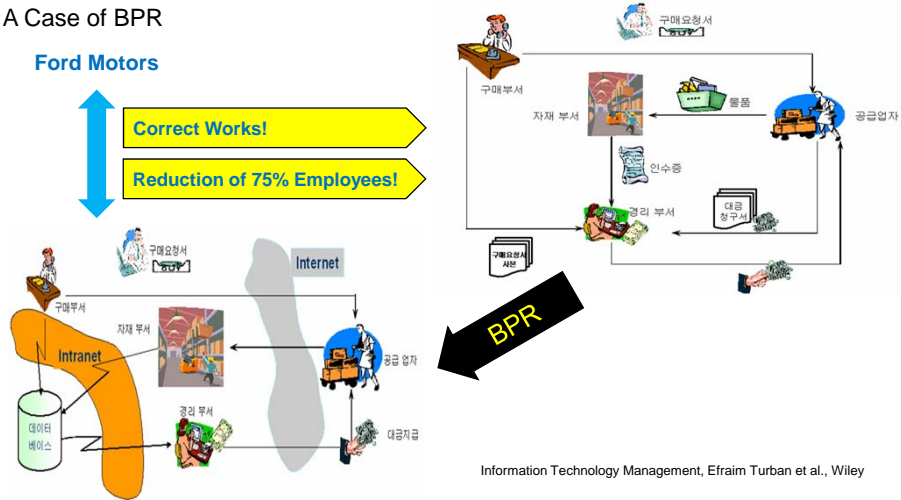 A Case of BPR
Ford Motors
Correct Works!
Reduction of 75% Employees!
구매요청서
구매부서
자재 부서
물품
공급업자
인수증
경리 부서
대금
청구서
구매요청서
사본
BPR
구매요청서
Internet
구매부서
자재 부서
Intranet
공급 업자
경리 부서
데이터
베이스
대금지급
Information Technology Management, Efraim Turban et al., Wiley